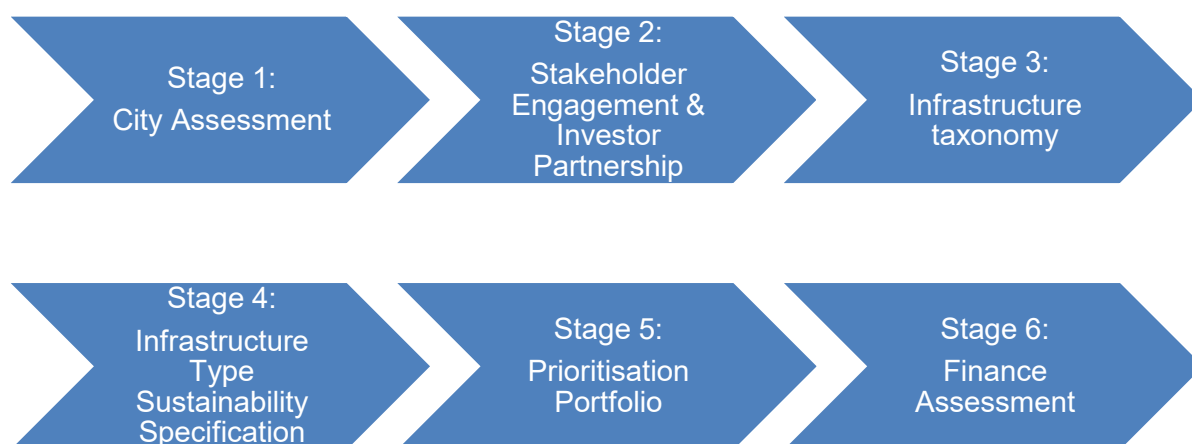 Stage 1:
City Assessment
Stage 2:
Stakeholder
Engagement &
Investor
Partnership
Stage 3:
Infrastructure
taxonomy
Stage 4:
Infrastructure
Type
Sustainability
Specification
Stage 5:
Prioritisation
Portfolio
Stage 6:
Finance
Assessment